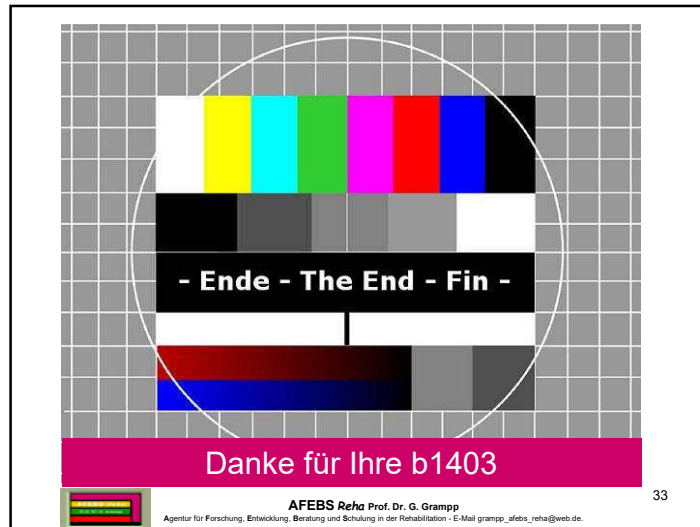 - Ende - The End - Fin -
Danke für Ihre b1403
33
AFEBS Reha Prof. Dr. G. Grampp
Agentur für Forschung, Entwicklung, Beratung und Schulung in der Rehabilitation - E-Mail grampp_afebs_reha@web.de.